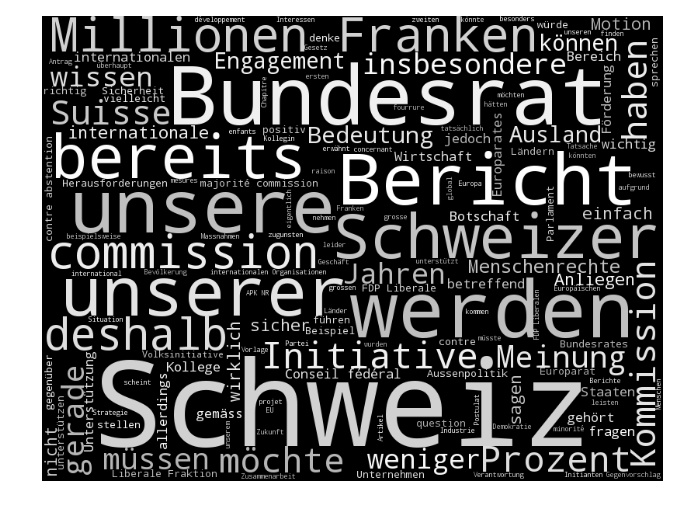 développement Interessen zweiten könnte besonders
Millionen Franken denke würde unseren Motion
Gesetz finden
Antrag internationalen Engagement insbesondere können Bereich sprechen
überhaupt ersten
wissen Bundesrat haben
richtig Sicherheit Chapitre möchten Förderung
vielleicht fourrure hätten
Suisse tatsächlich
internationale enfants positiv Bedeutung jedoch Ausland wichtig
Kollegin Europarates Tatsache
erwähnt concernant Ländern könnten
contre abstention bereits raison Wirtschaft
Bericht bewusst
Herausforderungen mesures majorité commission global Europa aufgrund
eigentlich nehmen Franken grosse Botschaft Parlament einfach
unsere Schweizer
beispielsweise Massnahmen zugunsten
commission leider
Geschäft unterstützt Menschenrechte
international Bevölkerung internationalen Organisationen Jahren betreffend Europäischen
unserer grossen FDP Liberale Anliegen
APK NR Länder kommen FDP Liberalen
werden Kommission
Situation führen
deshalb sicher Beispiel contre müsste Bundesrates
wirklich Partei wurden
gegenüber Volksinitiative Vorlage Initiative Meinung
Unterstützung Kollege Conseil fédéral Aussenpolitik Europarat
gerade scheint Berichte Menschen
unterstützen Schweiz sagen Staaten
Strategie projet Postulat leisten
allerdings gemäss EU Demokratie gehört
stellen question minorité
nicht unseren Zukunft Artikel Industrie fragen
müssen möchte weniger Prozent
Liberale Fraktion Zusammenarbeit Unternehmen Verantwortung Initianten Gegenvorschlag